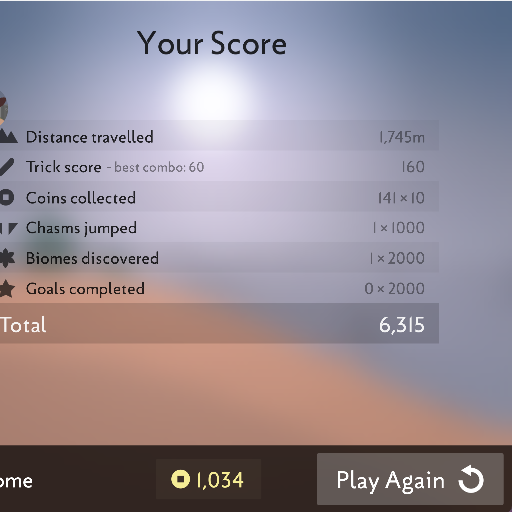 Your Score
Distance travelled 1,745m
Trick score - best combo: 60 160
Coins collected 141 × 10
Chasms jumped 1 × 1000
Biomes discovered 1 × 2000
Goals completed 0 × 2000
Total 6,315
ome 1,034 Play Again